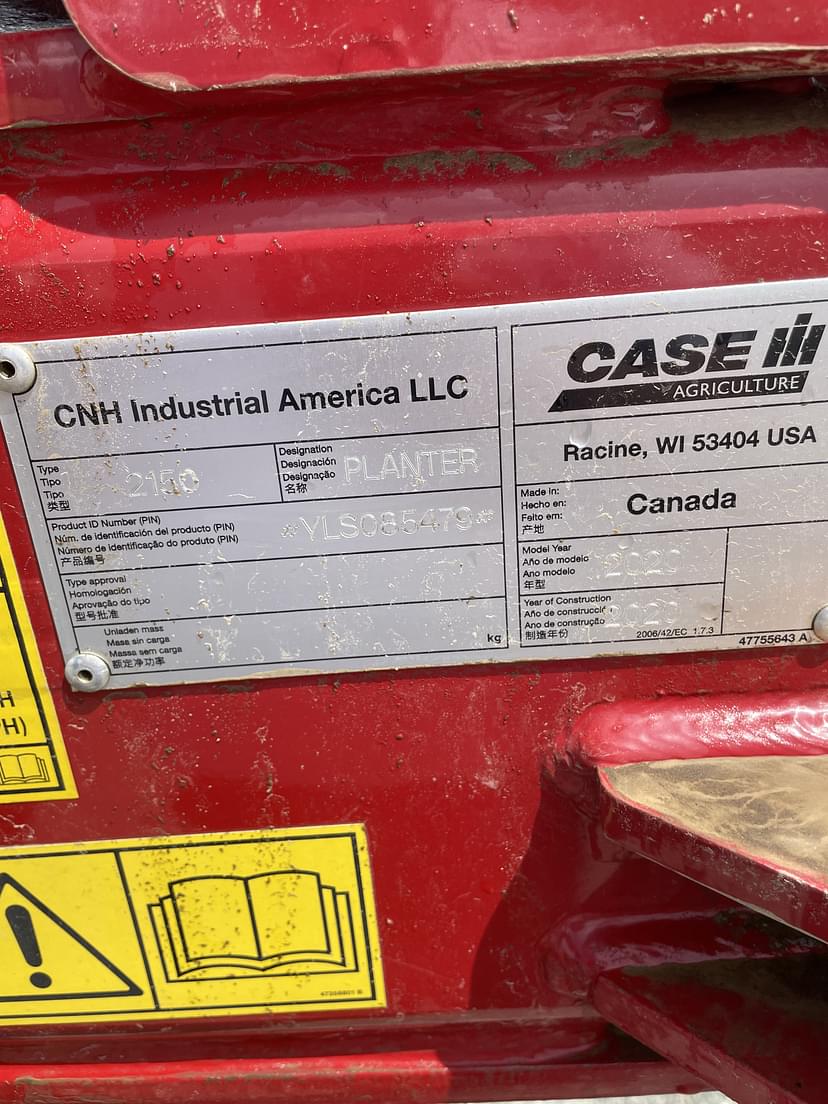 CNH Industrial America LLC
Type
Tipo
Tipo
类型
2150
Designation
Designación
Designação
名称
PLANTER
Product ID Number (PIN)
Núm. de identificación del producto (PIN)
Número de identificação do produto (PIN)
产品编号
*YLS085479*
Type approval
Homologación
Aprovação do tipo
型号批准
Unladen mass
Masa sin carga
Massa sem carga
额定净功率
kg
CASE IH
AGRICULTURE
Racine, WI 53404 USA
Made in:
Hecho en:
Feito em:
产地
Canada
Model Year
Año de modelo
Ano modelo
年型
2020
Year of Construction
Año de construcción
Ano de construção
制造年份
2020
2006/42/EC 1.7.3
47755643 A
H
PH)